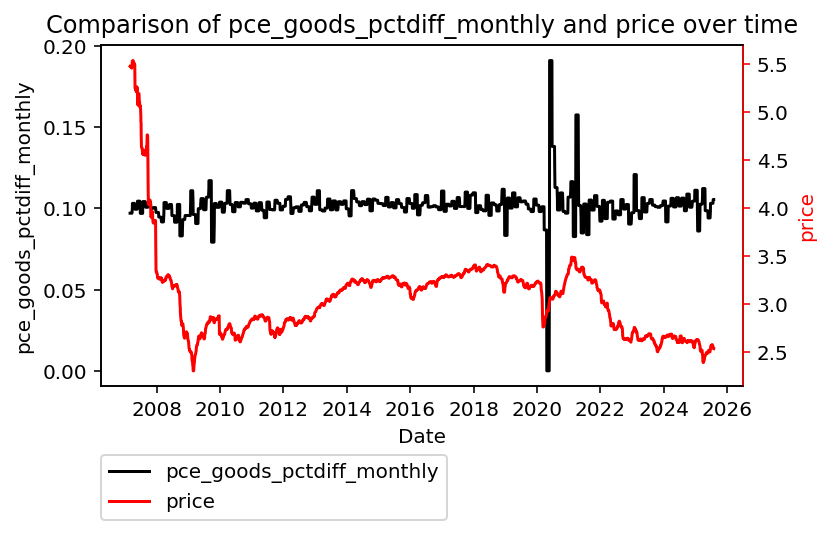 Comparison of pce_goods_pctdiff_monthly and price over time
pce_goods_pctdiff_monthly
0.20
0.15
0.10
0.05
0.00
5.5
5.0
4.5
4.0
3.5
3.0
2.5
price
2008 2010 2012 2014 2016 2018 2020 2022 2024 2026
Date
pce_goods_pctdiff_monthly
price